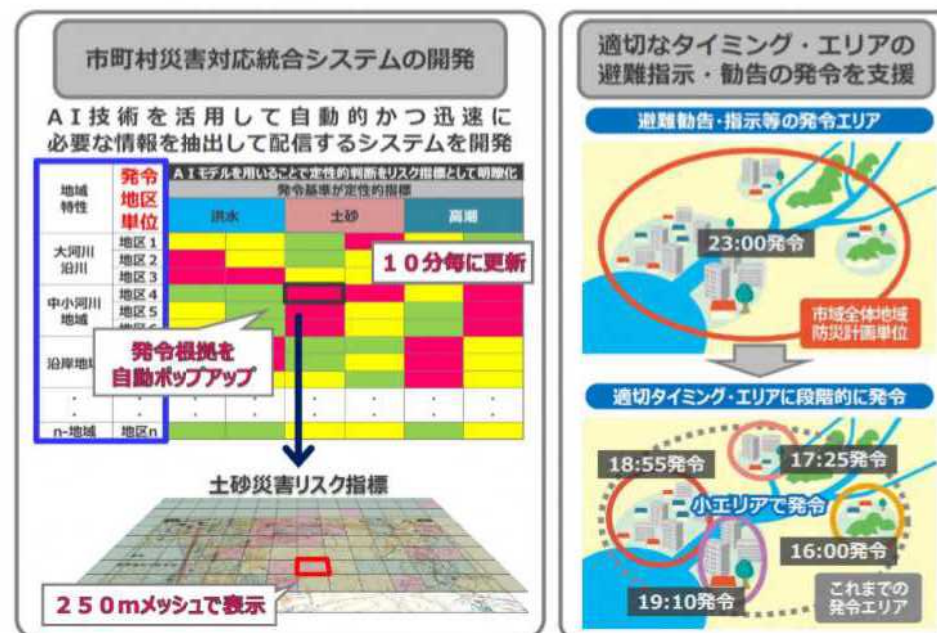 市町村災害対応統合システムの開発
AI技術を活用して自動的かつ迅速に
必要な情報を抽出して配信するシステムを開発
地域
特性
発令
地区
単位
AIモデルを用いることで定性的判断をリスク指標として明瞭化
発令基準が定性的指標
洪水
土砂
高潮
大河川
沿川
地区1
地区2
地区3
10分毎に更新
中小河川
地域
地区4
地区5
沿岸地域
発令根拠を
自動ポップアップ
n-地域
地区n
土砂災害リスク指標
250mメッシュで表示
適切なタイミング・エリアの
避難指示・勧告の発令を支援
避難勧告・指示等の発令エリア
23:00発令
市域全体地域
防災計画単位
適切タイミング・エリアに段階的に発令
18:55発令
17:25発令
小エリアで発令
16:00発令
19:10発令
これまでの
発令エリア